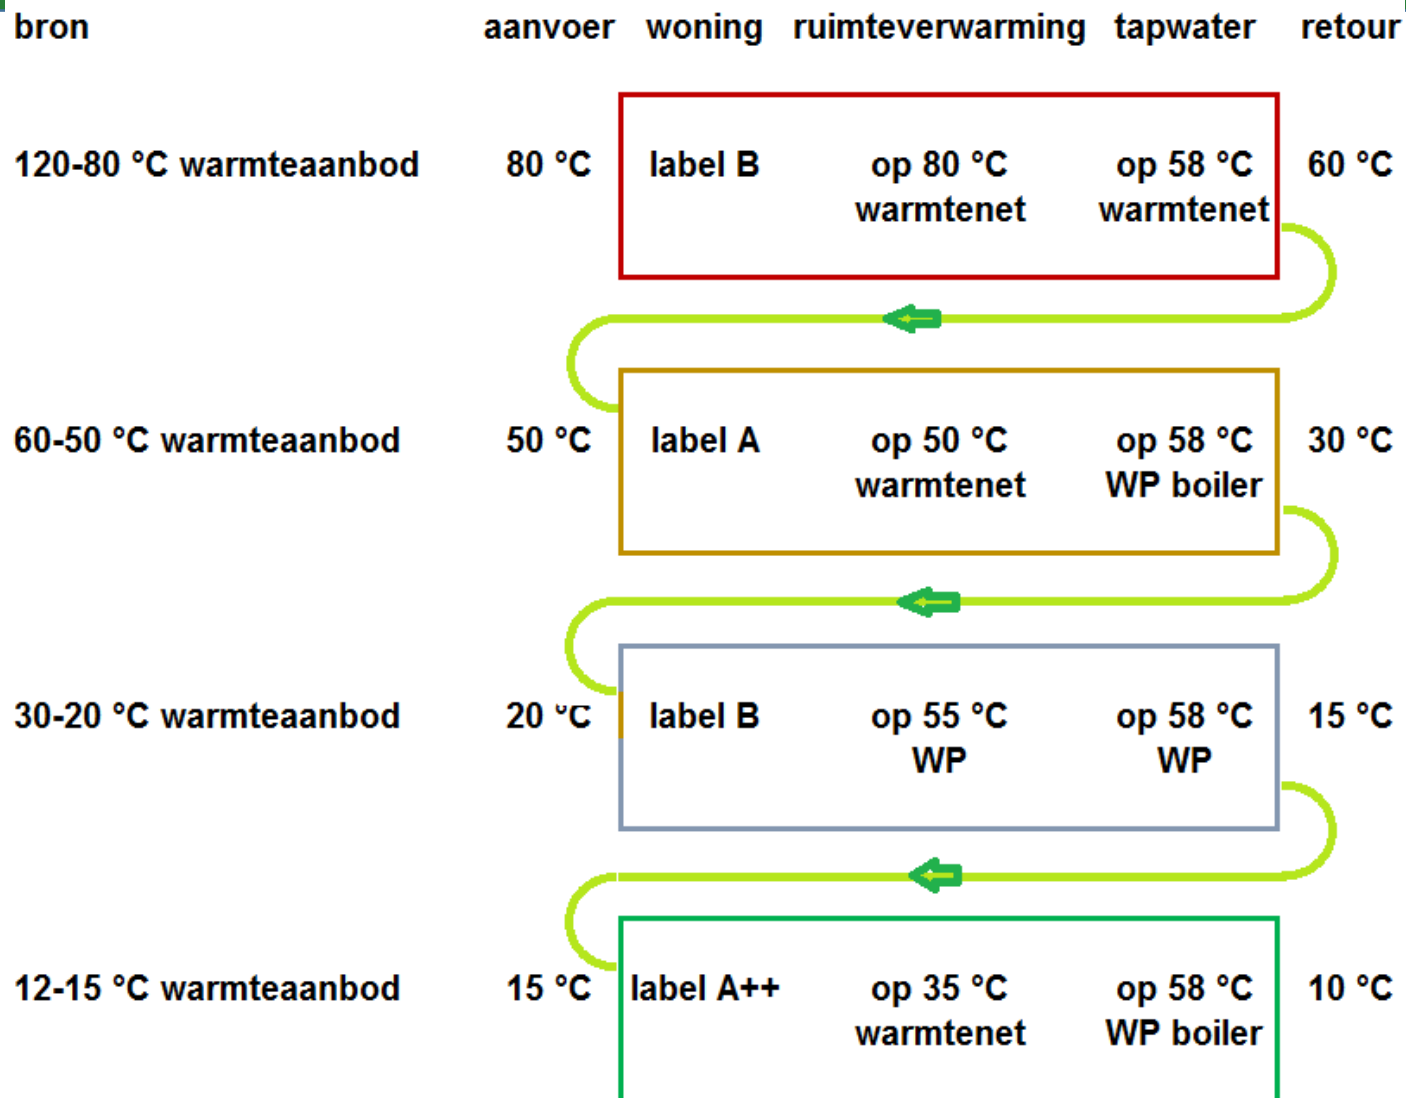 bron aanvoer woning ruimteverwarming tapwater retour
120-80 °C warmteaanbod 80 °C label B op 80 °C op 58 °C 60 °C
warmtenet warmtenet
60-50 °C warmteaanbod 50 °C label A op 50 °C op 58 °C 30 °C
warmtenet WP boiler
30-20 °C warmteaanbod 20 °C label B op 55 °C op 58 °C 15 °C
WP WP
12-15 °C warmteaanbod 15 °C label A++ op 35 °C op 58 °C 10 °C
warmtenet WP boiler